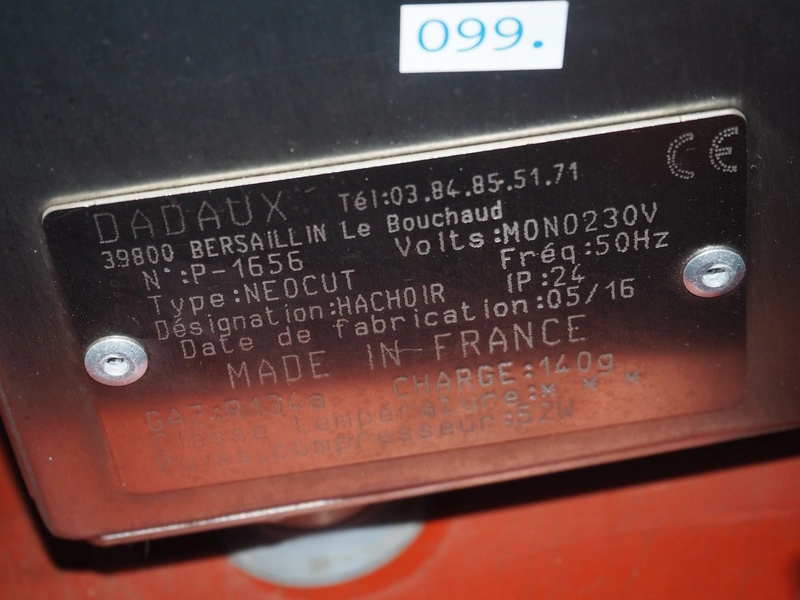 099.
CE
DADAUX Tél:03.84.85.51.71
39800 BERSAILLIN Le Bouchaud
N°:P-1656 Volts:MONO230V
Type:NEOCUT Fréq:50Hz
Désignation:HACHOIR IP:24
Date de fabrication:05/16
MADE IN FRANCE
GAZ:R134a CHARGE:140g
Classe température:* * *
compresseur:52W